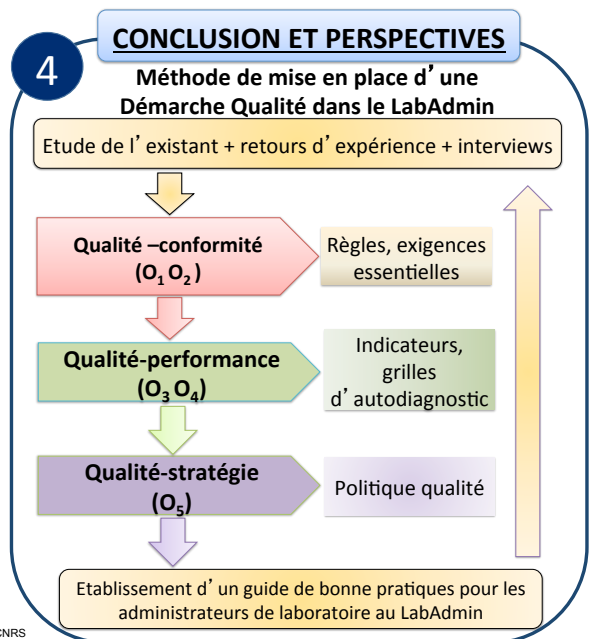 CONCLUSION ET PERSPECTIVES
4
Méthode de mise en place d’une
Démarche Qualité dans le LabAdmin
Etude de l’existant + retours d’expérience + interviews
Qualité –conformité
(O₁ O₂ )
Règles, exigences
essentielles
Qualité-performance
(O₃ O₄)
Indicateurs,
grilles
d’autodiagnostic
Qualité-stratégie
(O₅)
Politique qualité
Etablissement d’un guide de bonne pratiques pour les
administrateurs de laboratoire au LabAdmin
CNRS